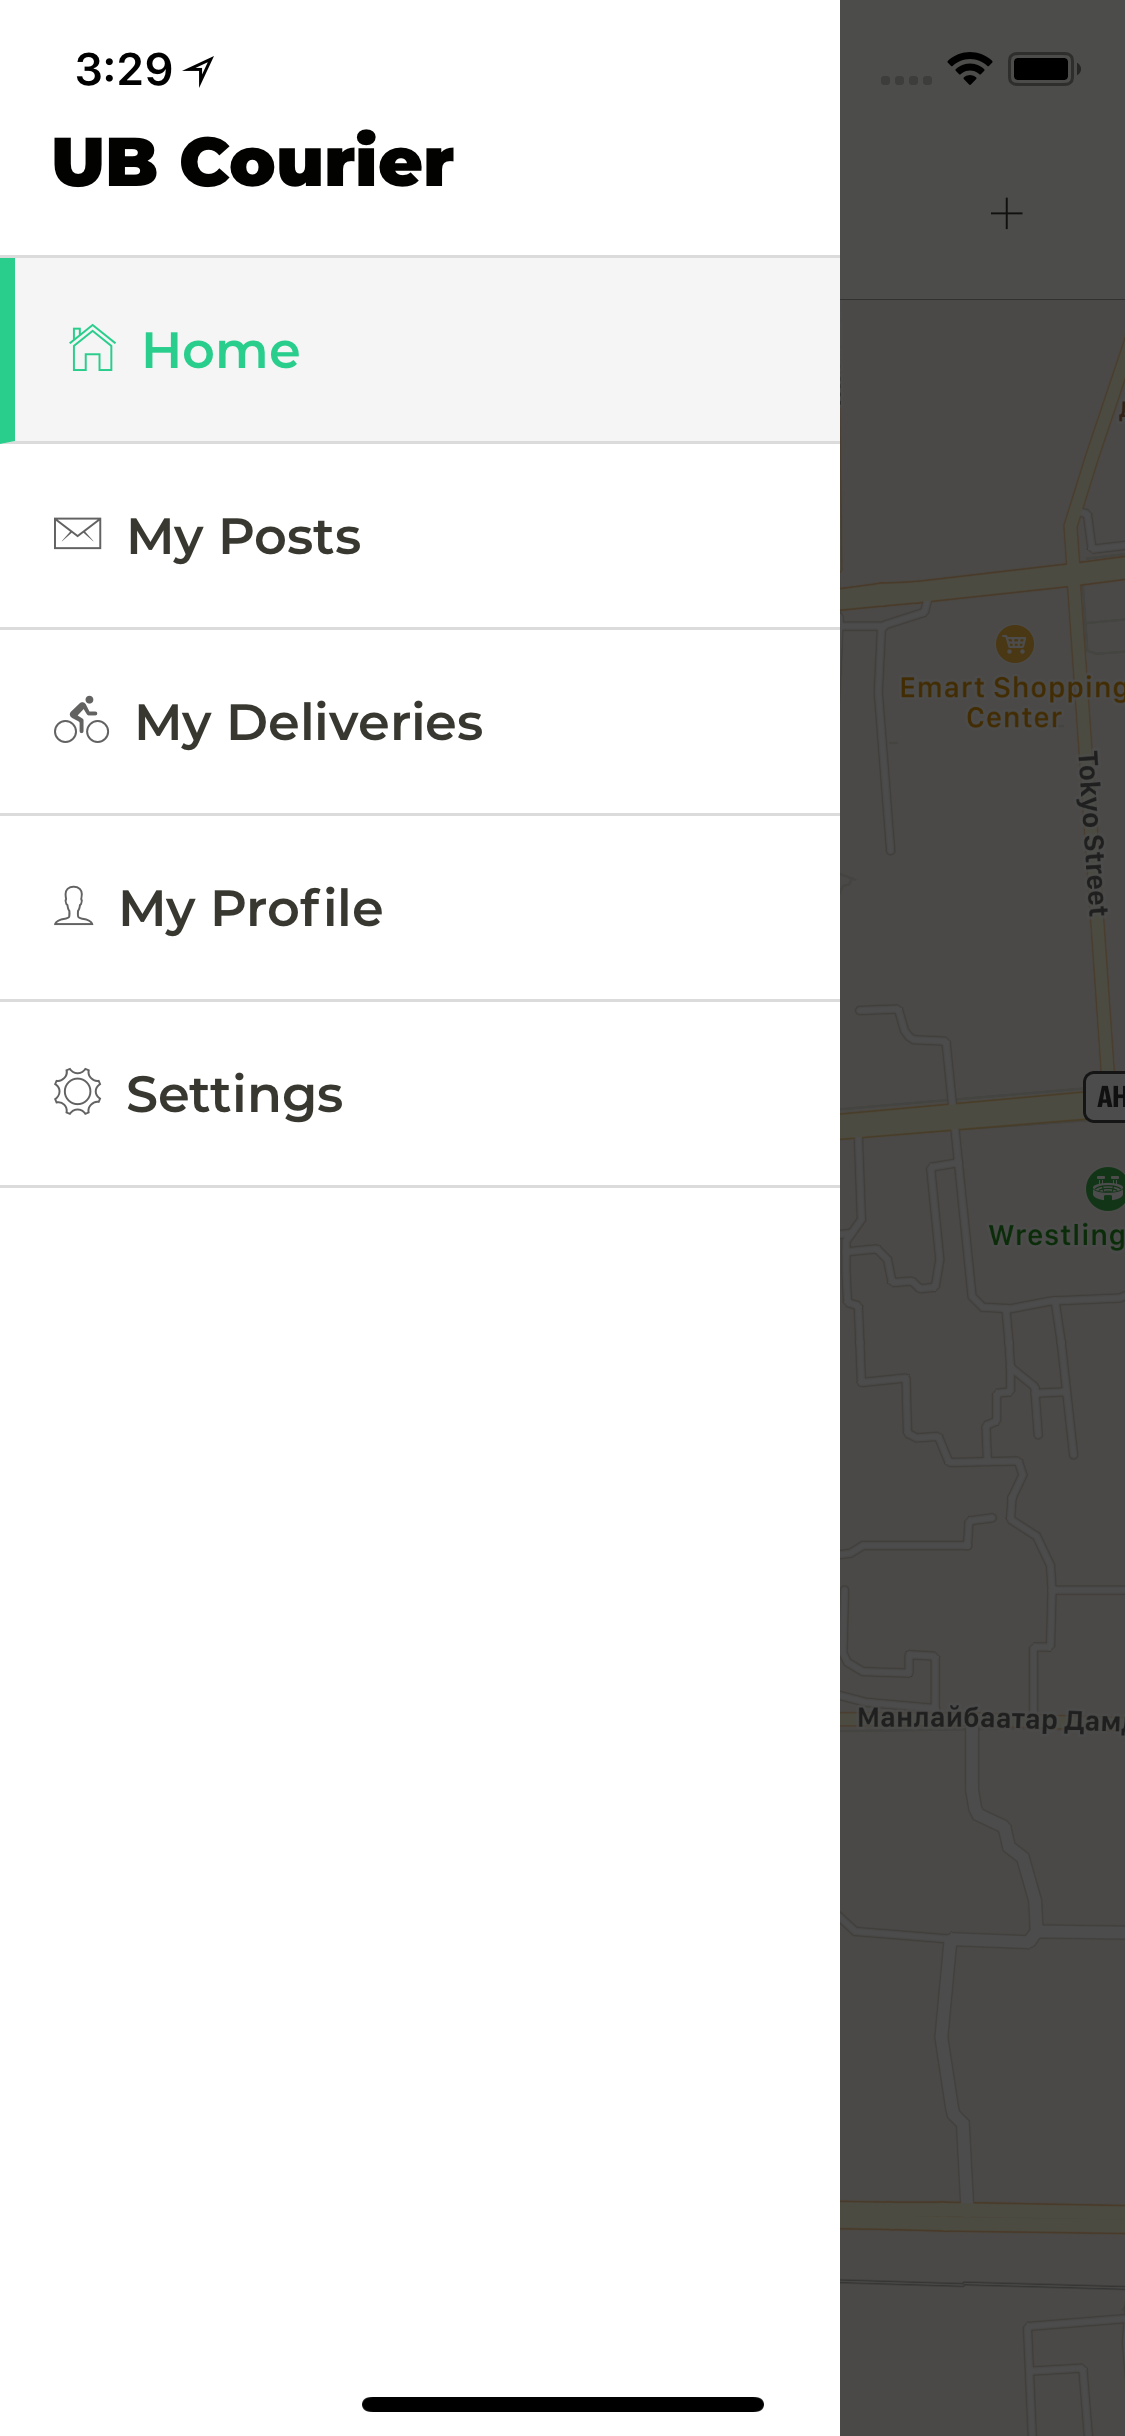 3:29
UB Courier
Home
My Posts
My Deliveries
My Profile
Settings
Emart Shopping
Center
Tokyo Street
AH
Wrestling
Манлайбаатар Дамд